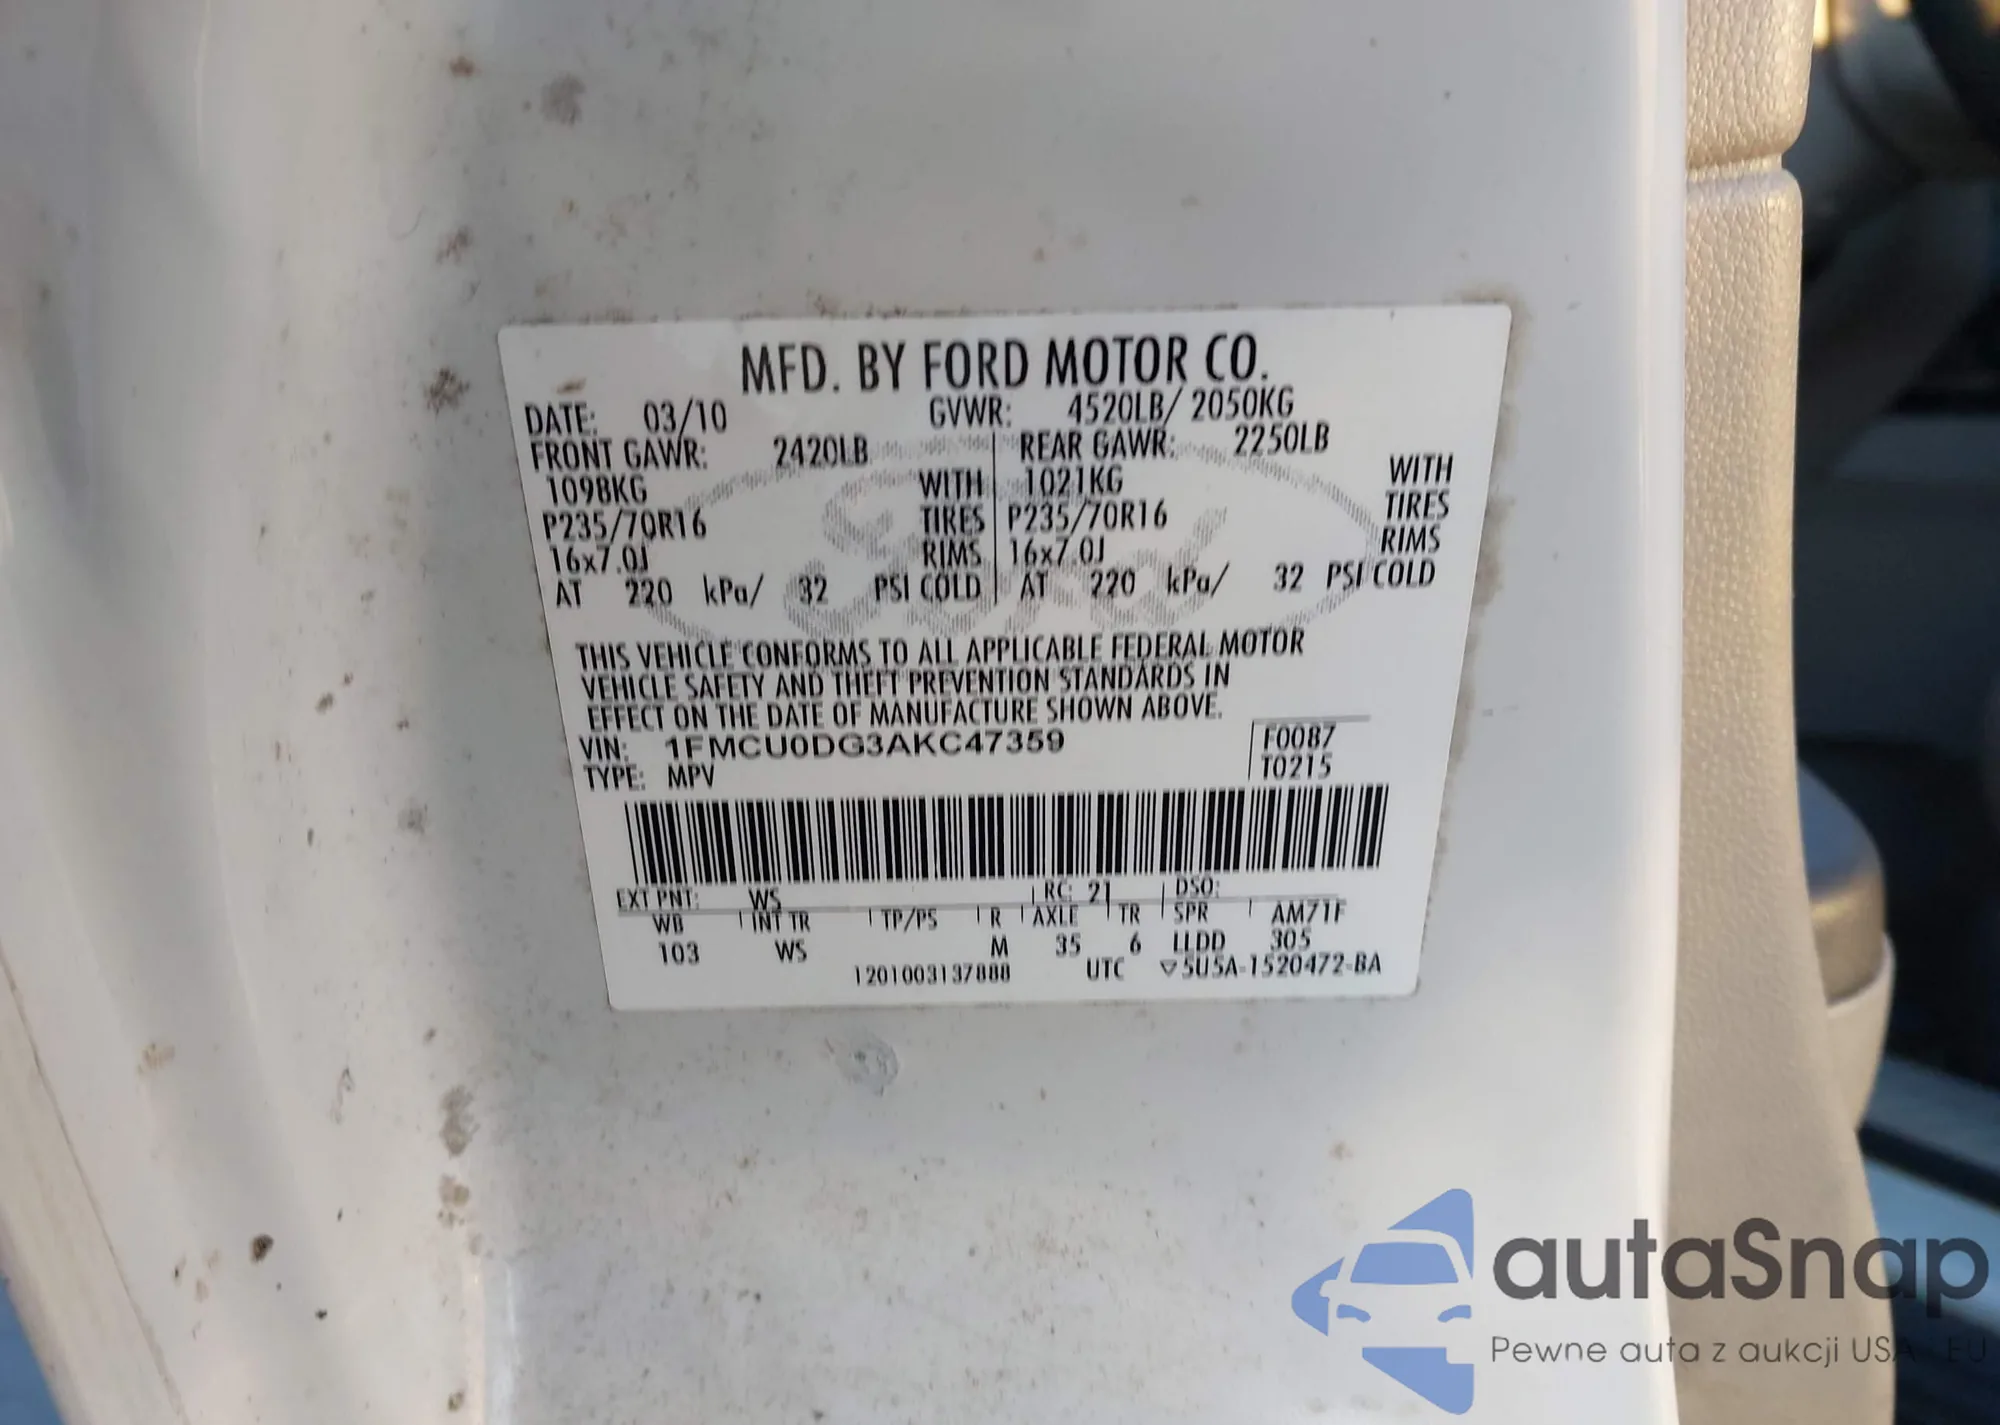 MFD. BY FORD MOTOR CO.
DATE: 03/10 GVWR: 4520LB/ 2050KG
FRONT GAWR: 2420LB REAR GAWR: 2250LB
1098KG WITH 1021KG WITH
P235/70R16 TIRES P235/70R16 TIRES
16x7.0J RIMS 16x7.0J RIMS
AT 220 kPa/ 32 PSI COLD AT 220 kPa/ 32 PSI COLD
THIS VEHICLE CONFORMS TO ALL APPLICABLE FEDERAL MOTOR
VEHICLE SAFETY AND THEFT PREVENTION STANDARDS IN
EFFECT ON THE DATE OF MANUFACTURE SHOWN ABOVE.
VIN: 1FMCU0DG3AKC47359 F0087
TYPE: MPV T0215
EXT PNT: WS RC: 21 DSO:
WB INT TR TP/PS R AXLE TR SPR AM71F
103 WS M 35 6 LLDD 305
1201003137888 UTC ▽5U5A-1520472-BA
Ford
autaSnap
Pewne auta z aukcji USA EU